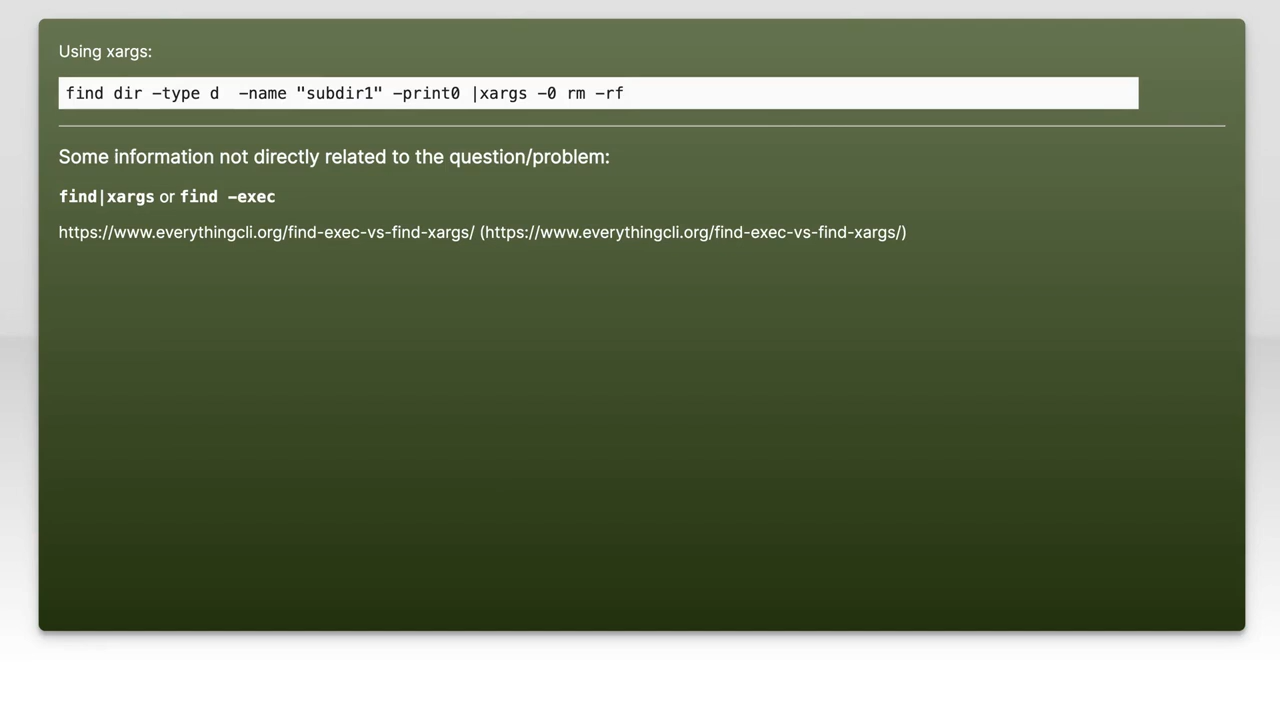 Using xargs:
find dir -type d  -name "subdir1" -print0 |xargs -0 rm -rf
Some information not directly related to the question/problem:
find|xargs or find -exec
https://www.everythingcli.org/find-exec-vs-find-xargs/ (https://www.everythingcli.org/find-exec-vs-find-xargs/)